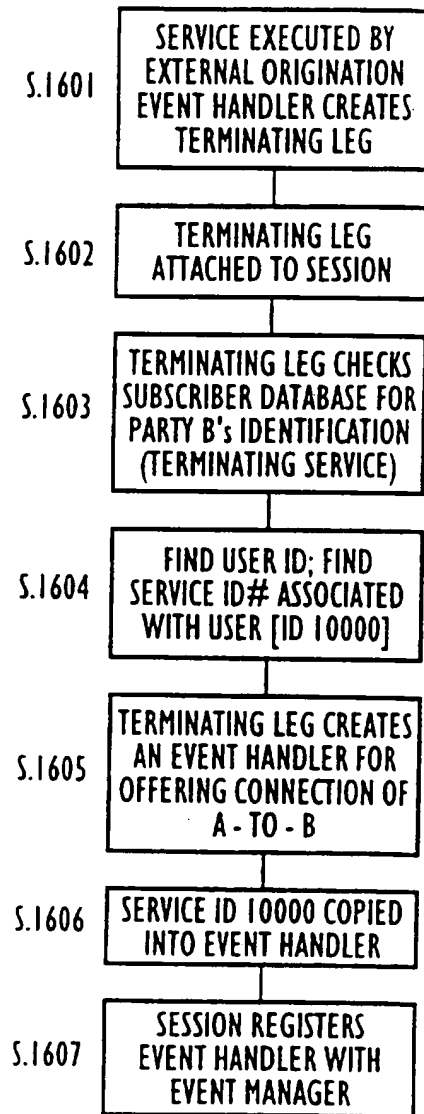 S.1601
SERVICE EXECUTED BY
EXTERNAL ORIGINATION
EVENT HANDLER CREATES
TERMINATING LEG
S.1602
TERMINATING LEG
ATTACHED TO SESSION
S.1603
TERMINATING LEG CHECKS
SUBSCRIBER DATABASE FOR
PARTY B's IDENTIFICATION
(TERMINATING SERVICE)
S.1604
FIND USER ID; FIND
SERVICE ID# ASSOCIATED
WITH USER [ID 10000]
S.1605
TERMINATING LEG CREATES
AN EVENT HANDLER FOR
OFFERING CONNECTION OF
A - TO - B
S.1606
SERVICE ID 10000 COPIED
INTO EVENT HANDLER
S.1607
SESSION REGISTERS
EVENT HANDLER WITH
EVENT MANAGER